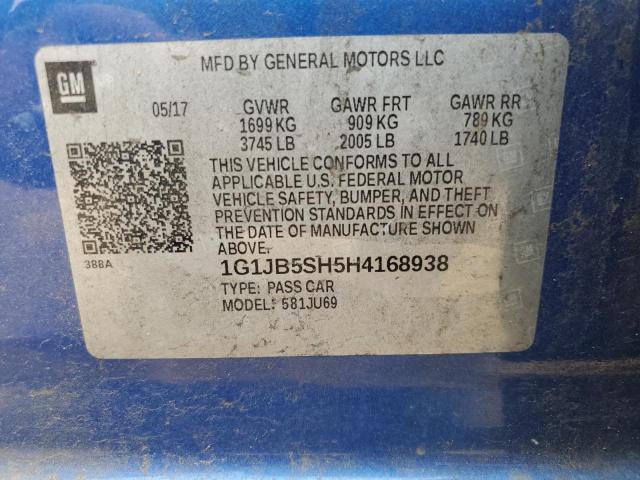 GM
MFD BY GENERAL MOTORS LLC
05/17 GVWR GAWR FRT GAWR RR
1699 KG 909 KG 789 KG
3745 LB 2005 LB 1740 LB
THIS VEHICLE CONFORMS TO ALL
APPLICABLE U.S. FEDERAL MOTOR
VEHICLE SAFETY, BUMPER, AND THEFT
PREVENTION STANDARDS IN EFFECT ON
THE DATE OF MANUFACTURE SHOWN
ABOVE.
388A
1G1JB5SH5H4168938
TYPE: PASS CAR
MODEL: 581JU69